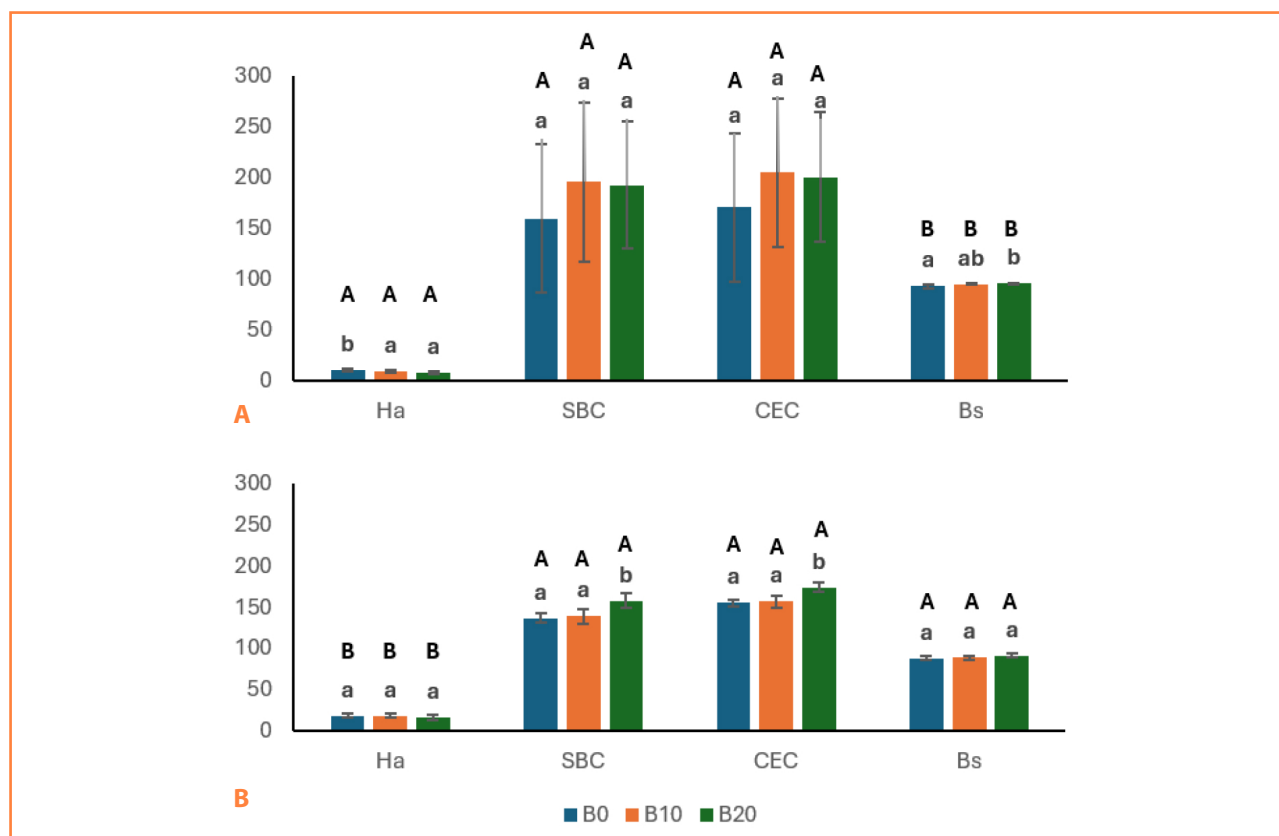 A
A A
A A A
300 A A
a a
250 a a a
a a
200
150
B B B
100 a ab b
A A A
50
b a a
0
Ha SBC CEC Bs
A
300
250
A
A A A A A
200 b b
a a a a
A A A
150 a a a
100
B B B
50 a a a
0
Ha SBC CEC Bs
B
B0 B10 B20